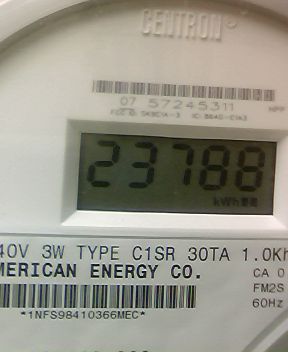 CENTRON
07 57245311
23788
kWh
40V 3W TYPE C1SR 30TA 1.0Kh
MERICAN ENERGY CO.
CA 0
FM2S
60Hz
*1NFS98410366MEC*